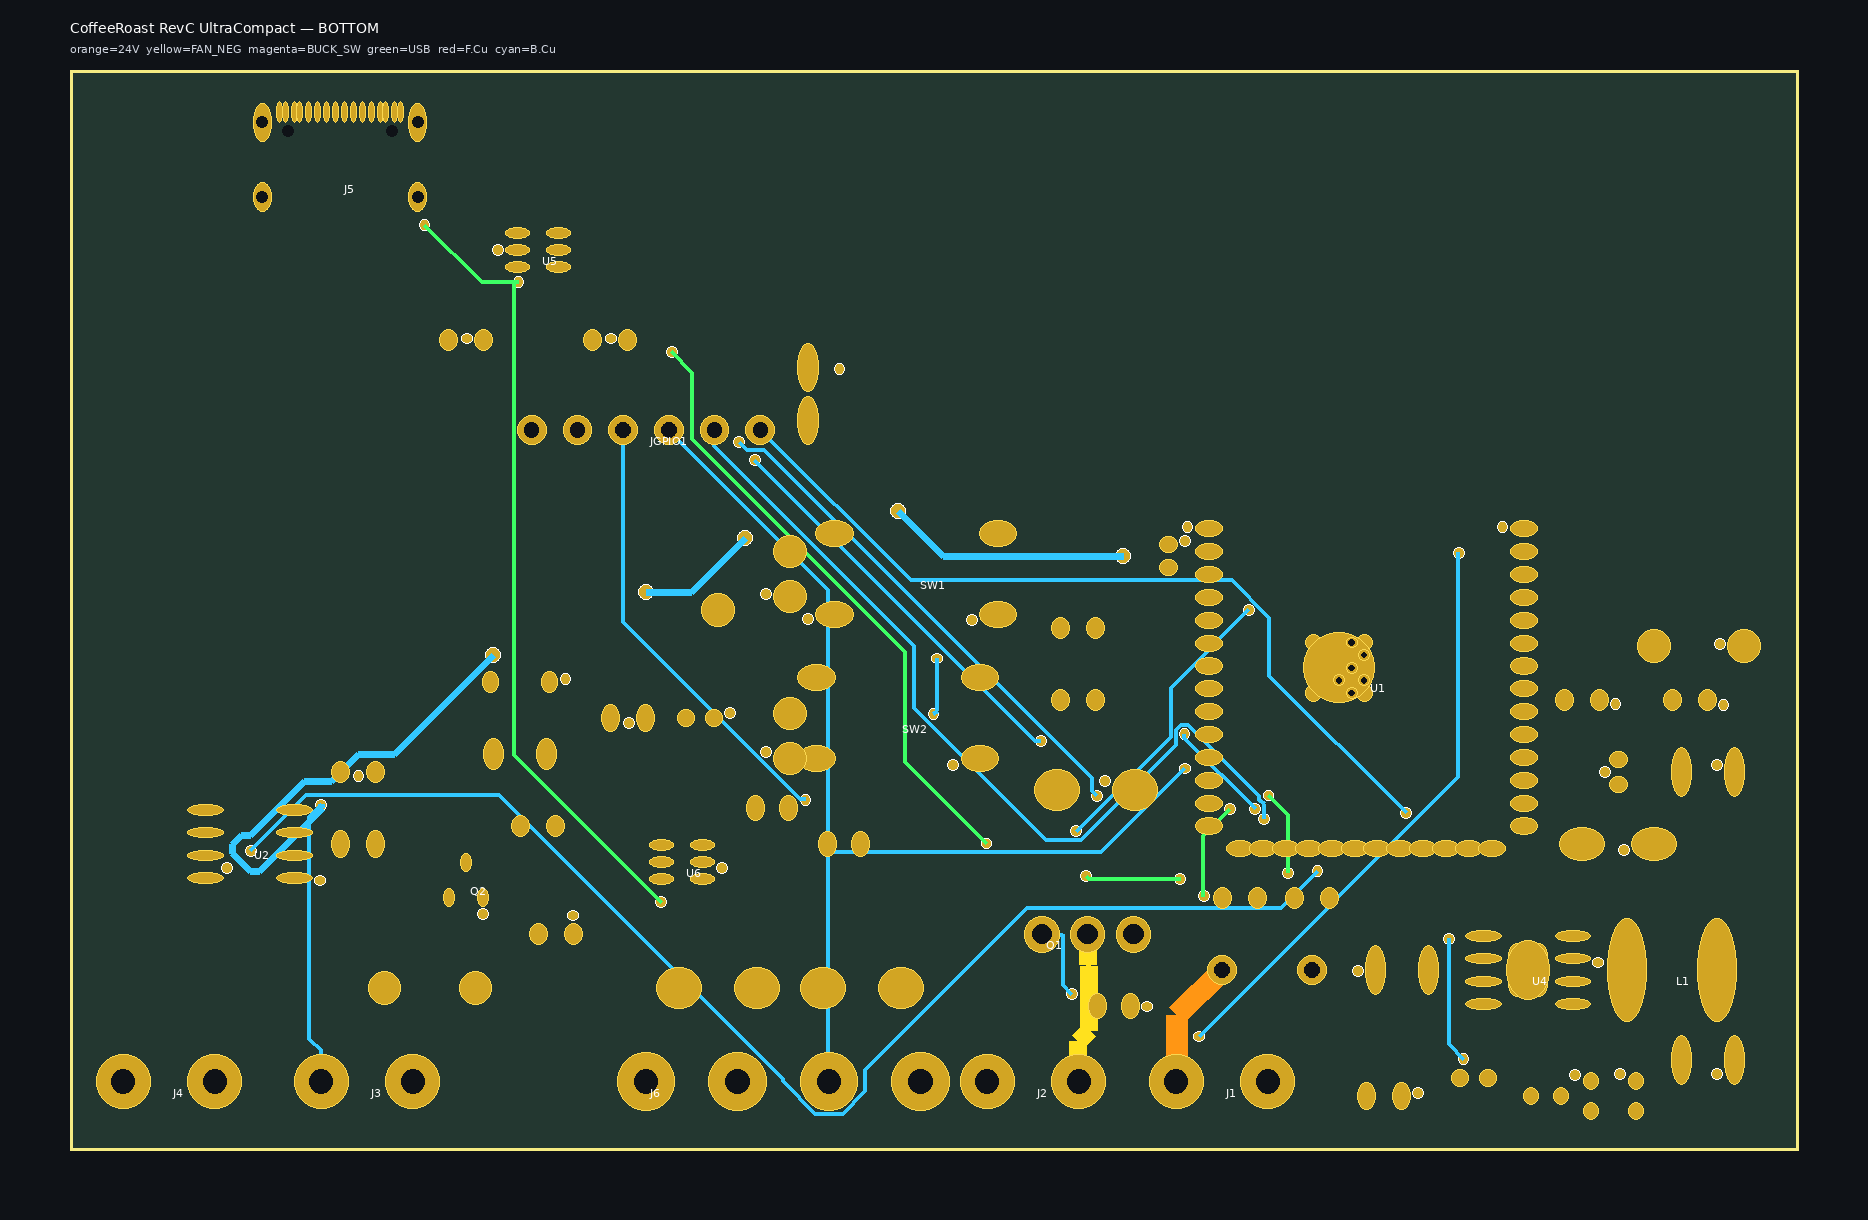 CoffeeRoast RevC UltraCompact — BOTTOM
orange=24V yellow=FAN_NEG magenta=BUCK_SW green=USB red=F.Cu cyan=B.Cu
J5
U5
JGPIO1
SW1
U1
SW2
U2
U6
Q2
Q1
U4
L1
J4
J3
J6
J2
J1